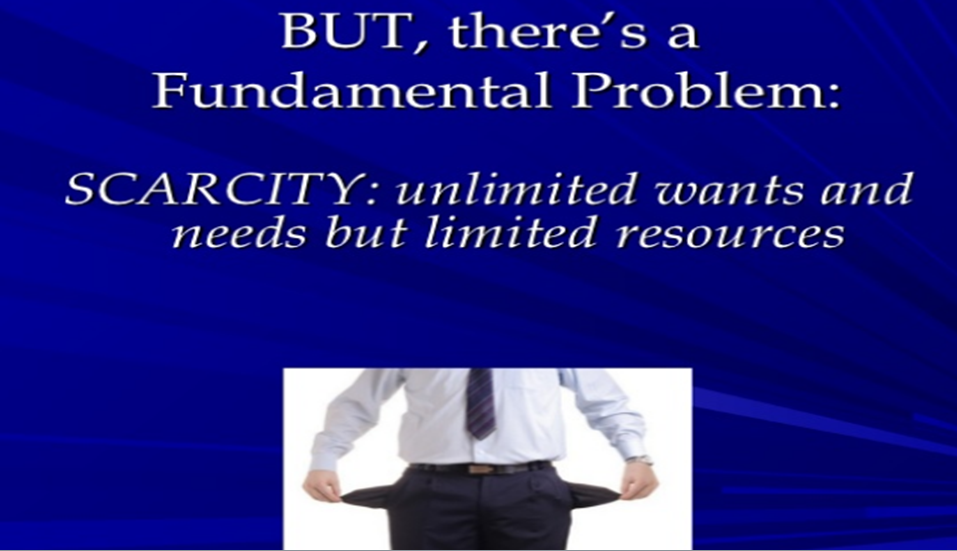 BUT, there’s a
Fundamental Problem:
SCARCITY: unlimited wants and
needs but limited resources